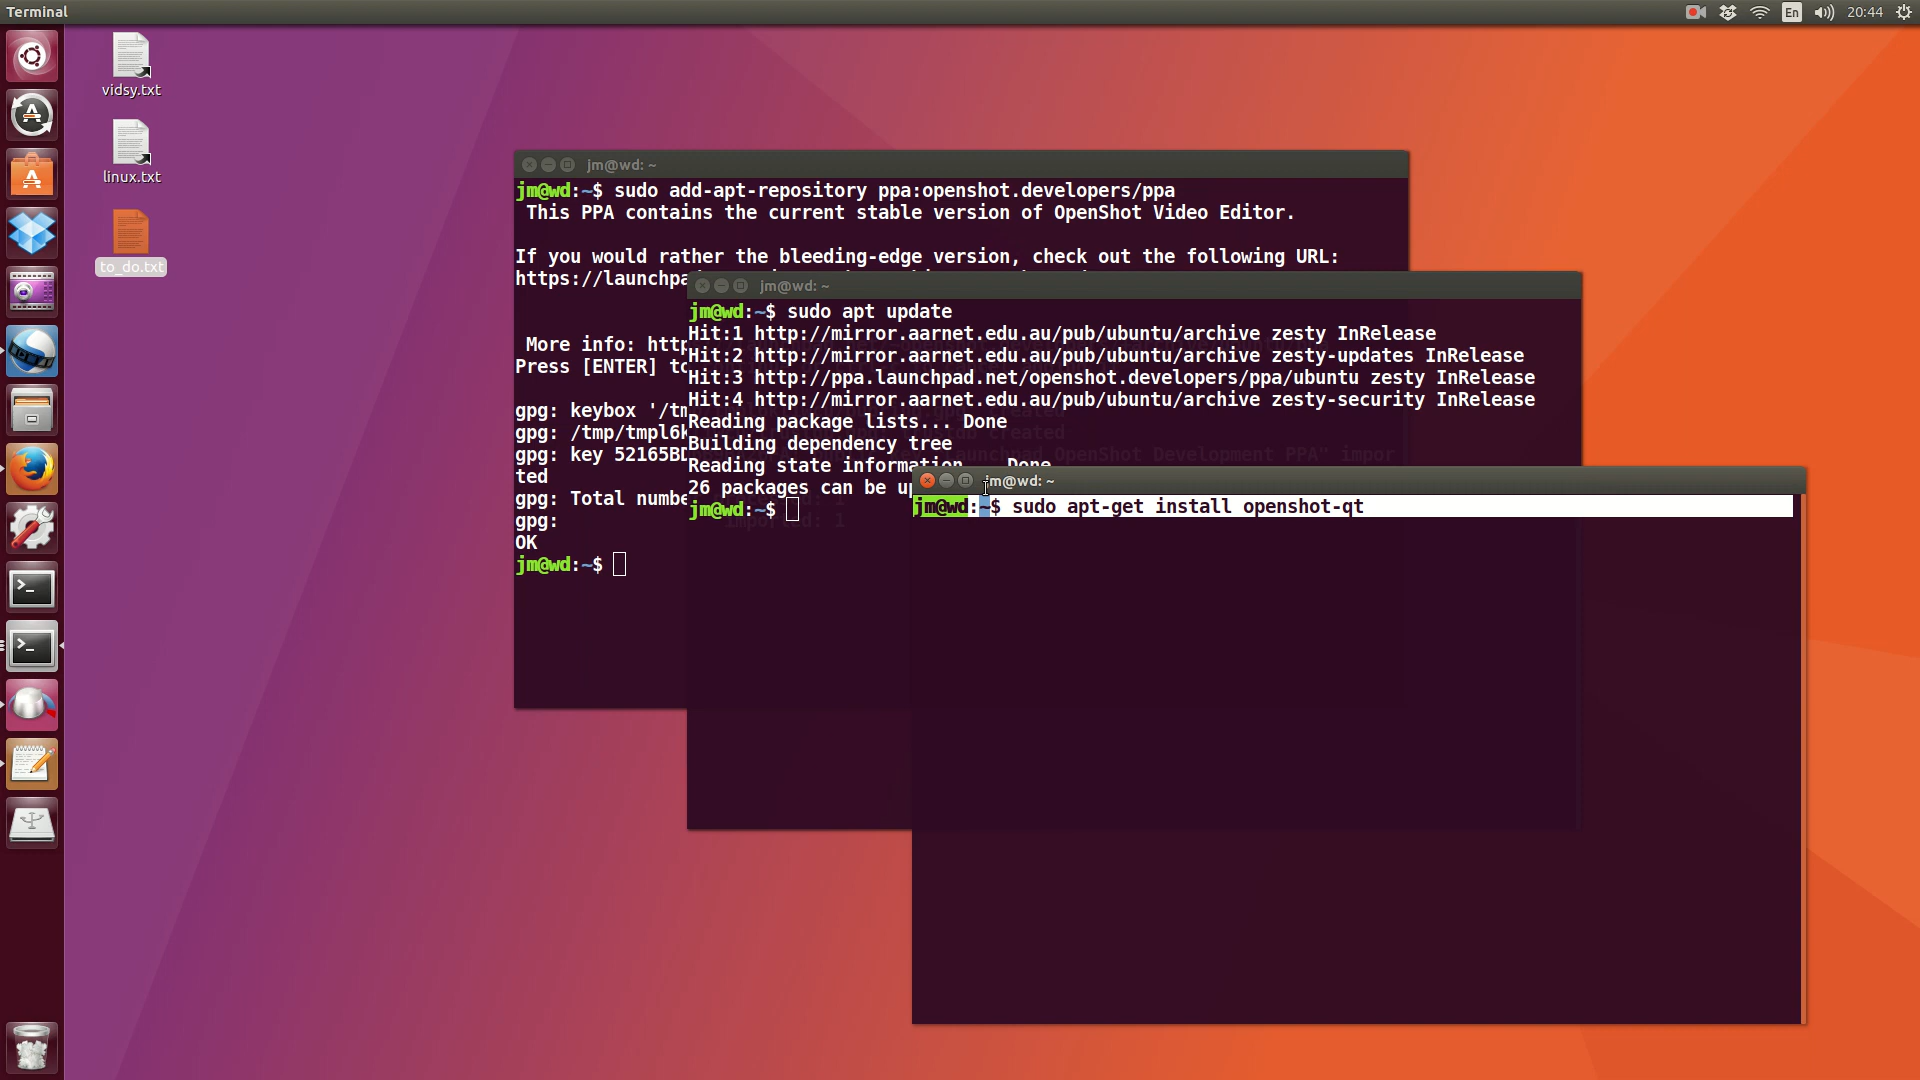 Terminal
En
20:44
vidsy.txt
linux.txt
to_do.txt
jm@wd: ~
jm@wd:~$ sudo add-apt-repository ppa:openshot.developers/ppa
This PPA contains the current stable version of OpenShot Video Editor.
If you would rather the bleeding-edge version, check out the following URL:
https://launchpa
More info: http
Press [ENTER] to
gpg: keybox '/tm
gpg: /tmp/tmpl6k
gpg: key 52165BD
ted
gpg: Total numbe
gpg:
OK
jm@wd:~$
jm@wd: ~
jm@wd:~$ sudo apt update
Hit:1 http://mirror.aarnet.edu.au/pub/ubuntu/archive zesty InRelease
Hit:2 http://mirror.aarnet.edu.au/pub/ubuntu/archive zesty-updates InRelease
Hit:3 http://ppa.launchpad.net/openshot.developers/ppa/ubuntu zesty InRelease
Hit:4 http://mirror.aarnet.edu.au/pub/ubuntu/archive zesty-security InRelease
Reading package lists... Done
Building dependency tree
Reading state information... Done
26 packages can be up
jm@wd:~$
jm@wd: ~
jm@wd:~$ sudo apt-get install openshot-qt